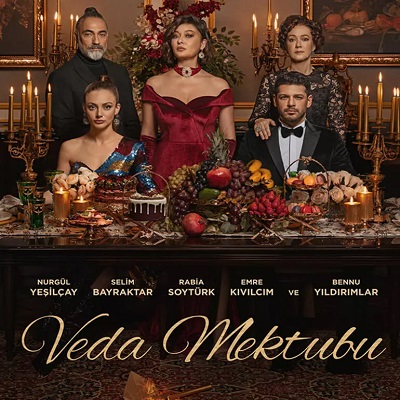 NURGÜL SELİM RABİA EMRE BENNU
YEŞİLÇAY BAYRAKTAR SOYTÜRK KIVILCIM VE YILDIRIMLAR
Veda Mektubu